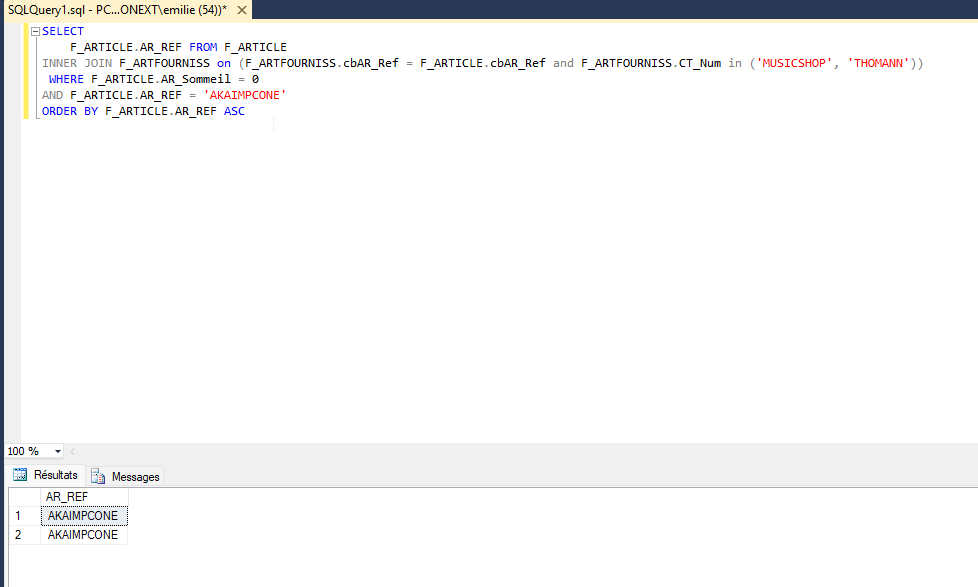 SQLQuery1.sql - PC...ONEXT\emilie (54))*
SELECT
F_ARTICLE.AR_REF FROM F_ARTICLE
INNER JOIN F_ARTFOURNISS on (F_ARTFOURNISS.cbAR_Ref = F_ARTICLE.cbAR_Ref and F_ARTFOURNISS.CT_Num in ('MUSICSHOP', 'THOMANN'))
WHERE F_ARTICLE.AR_Sommeil = 0
AND F_ARTICLE.AR_REF = 'AKAIMPCONE'
ORDER BY F_ARTICLE.AR_REF ASC
100 %
Résultats Messages
AR_REF
1 AKAIMPCONE
2 AKAIMPCONE